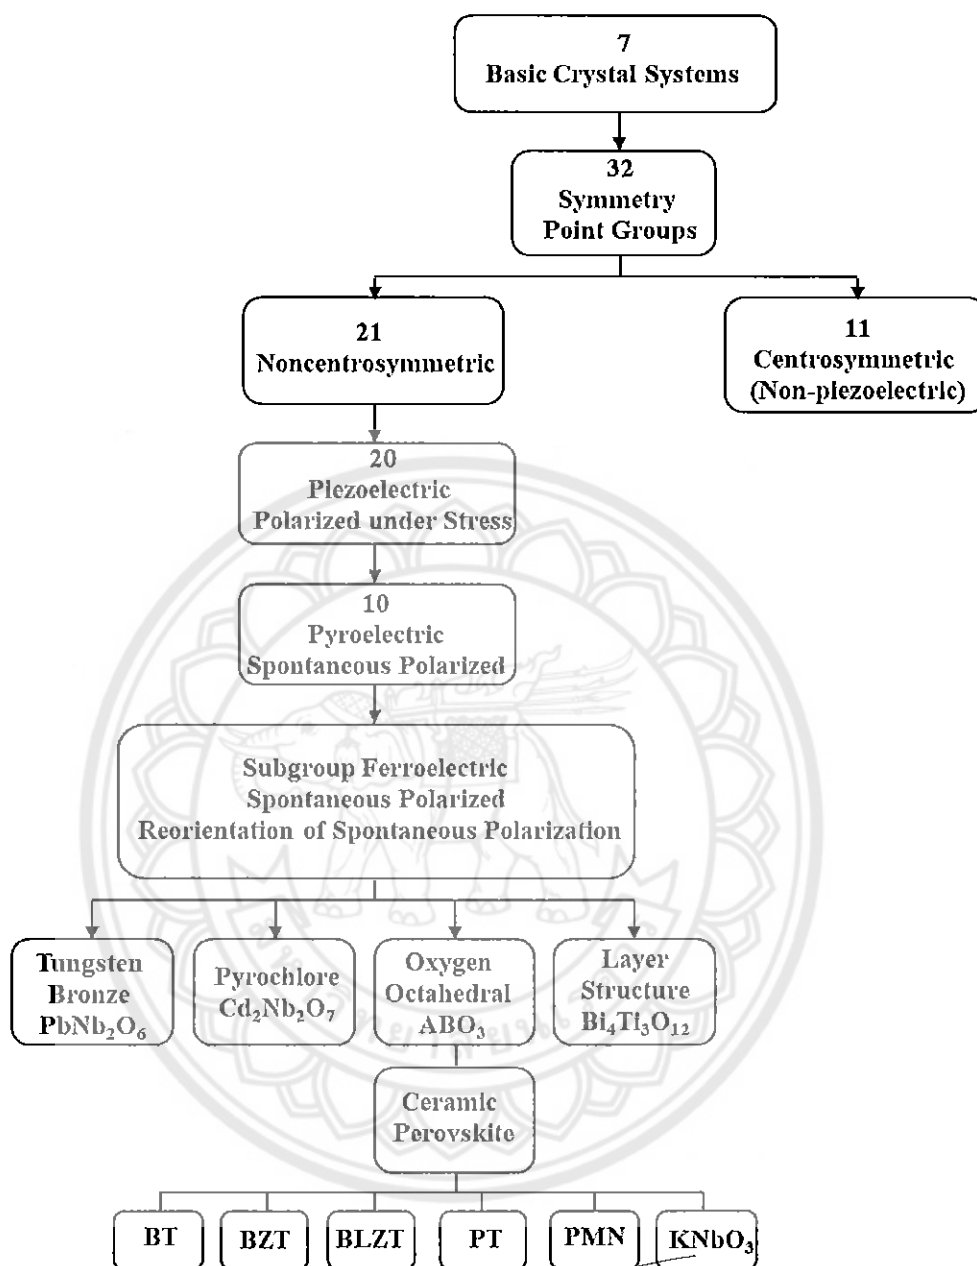 7
Basic Crystal Systems
32
Symmetry
Point Groups
21
Noncentrosymmetric
11
Centrosymmetric
(Non-piezoelectric)
20
Piezoelectric
Polarized under Stress
10
Pyroelectric
Spontaneous Polarized
Subgroup Ferroelectric
Spontaneous Polarized
Reorientation of Spontaneous Polarization
Tungsten
Bronze
PbNb₂O₆
Pyrochlore
Cd₂Nb₂O₇
Oxygen
Octahedral
ABO₃
Layer
Structure
Bi₄Ti₃O₁₂
Ceramic
Perovskite
BT
BZT
BLZT
PT
PMN
KNbO₃